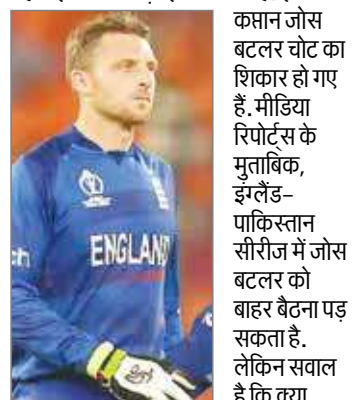 कप्तान जोस
बटलर चोट का
शिकार हो गए
हैं. मीडिया
रिपोर्ट्स के
मुताबिक,
इंग्लैंड–
पाकिस्तान
सीरीज में जोस
बटलर को
बाहर बैठना पड़
सकता है.
लेकिन सवाल
है कि क्या
ENGLAND